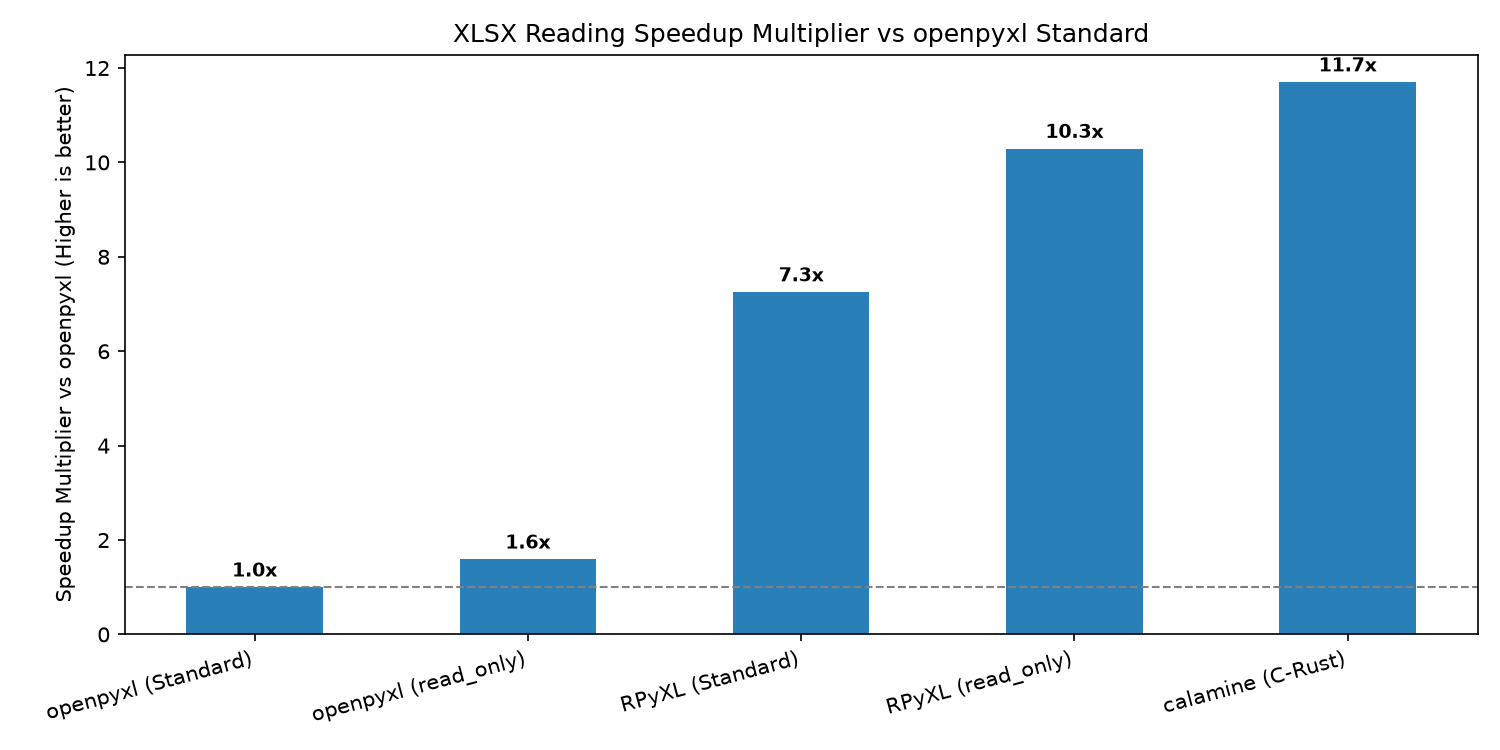 XLSX Reading Speedup Multiplier vs openpyxl Standard
Speedup Multiplier vs openpyxl (Higher is better)
12
10
8
6
4
2
0
1.0x
1.6x
7.3x
10.3x
11.7x
openpyxl (Standard)
openpyxl (read_only)
RPyXL (Standard)
RPyXL (read_only)
calamine (C-Rust)